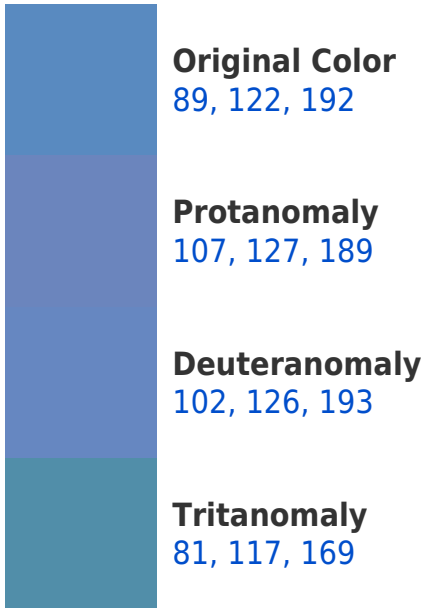 Original Color
89, 122, 192
Protanomaly
107, 127, 189
Deuteranomaly
102, 126, 193
Tritanomaly
81, 117, 169